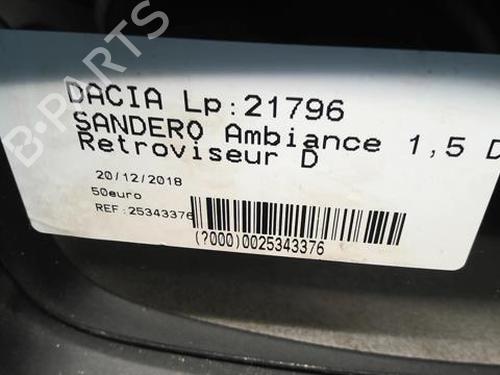 B-PARTS
DACIA Lp:21796
SANDERO Ambiance 1,5 D
Retroviseur D
20/12/2018
50euro
REF:25343376
(?000)0025343376